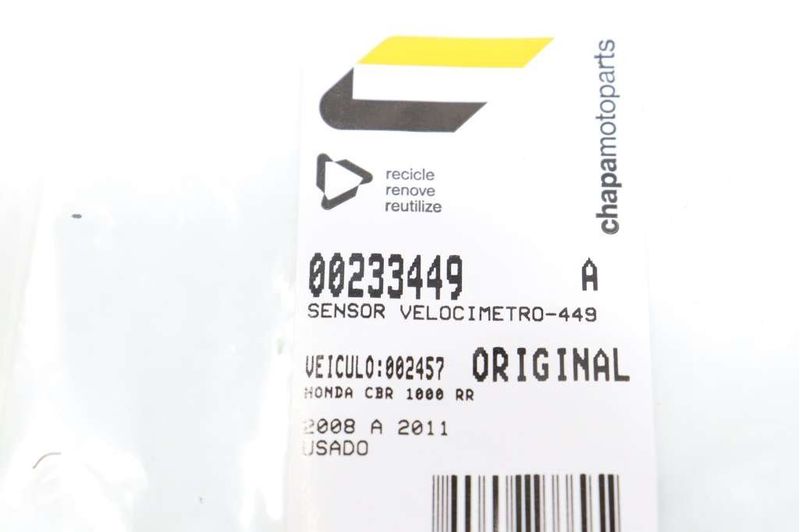 chapamotoparts
recicle
renove
reutilize
00233449 A
SENSOR VELOCIMETRO-449
VEICULO:002457 ORIGINAL
HONDA CBR 1000 RR
2008 A 2011
USADO